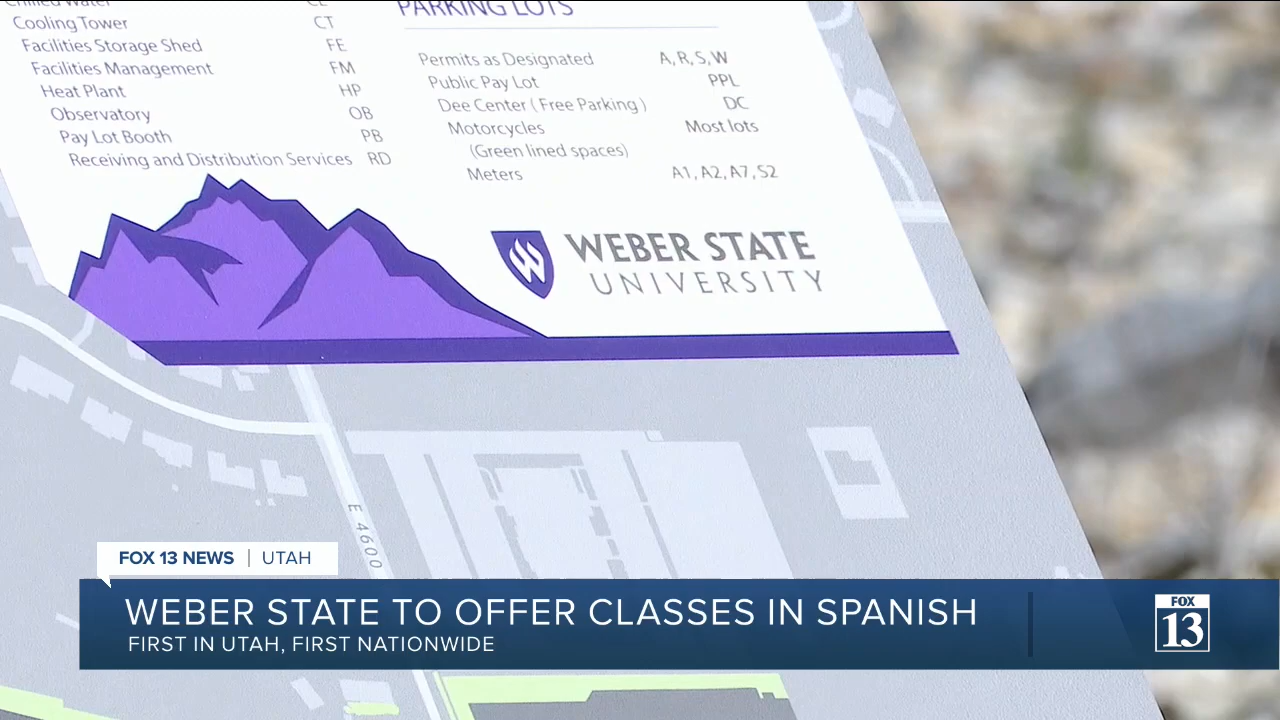 Chilled Water CL
Cooling Tower CT
Facilities Storage Shed FE
Facilities Management FM
Heat Plant HP
Observatory OB
Pay Lot Booth PB
Receiving and Distribution Services RD
PARKING LOTS
Permits as Designated A, R, S, W
Public Pay Lot PPL
Dee Center ( Free Parking ) DC
Motorcycles Most lots
(Green lined spaces)
Meters A1, A2, A7, S2
W
WEBER STATE
UNIVERSITY
E 4600
FOX 13 NEWS | UTAH
WEBER STATE TO OFFER CLASSES IN SPANISH
FIRST IN UTAH, FIRST NATIONWIDE
FOX
13